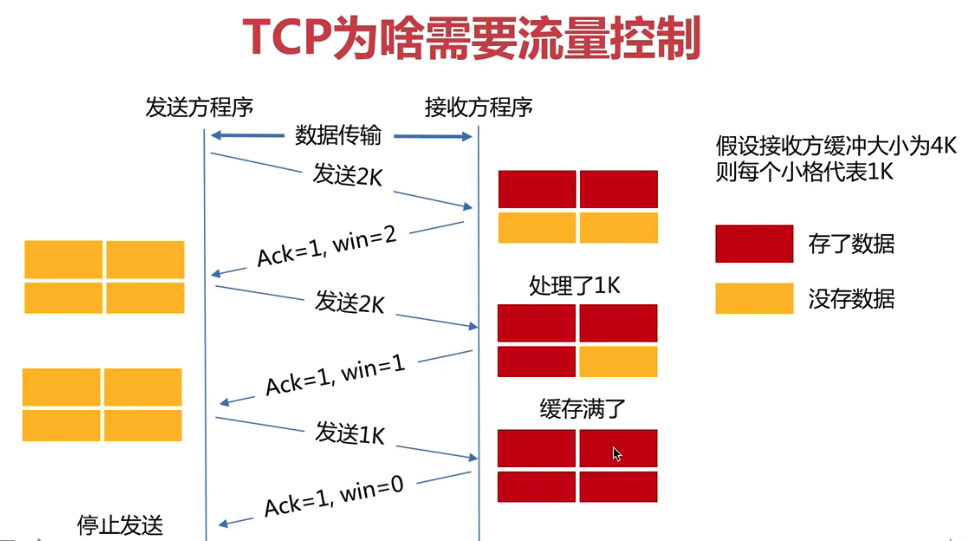 TCP为啥需要流量控制
发送方程序
接收方程序
数据传输
假设接收方缓冲大小为4K
则每个小格代表1K
发送2K
存了数据
Ack=1, win=2
处理了1K
没存数据
发送2K
Ack=1, win=1
缓存满了
发送1K
Ack=1, win=0
停止发送